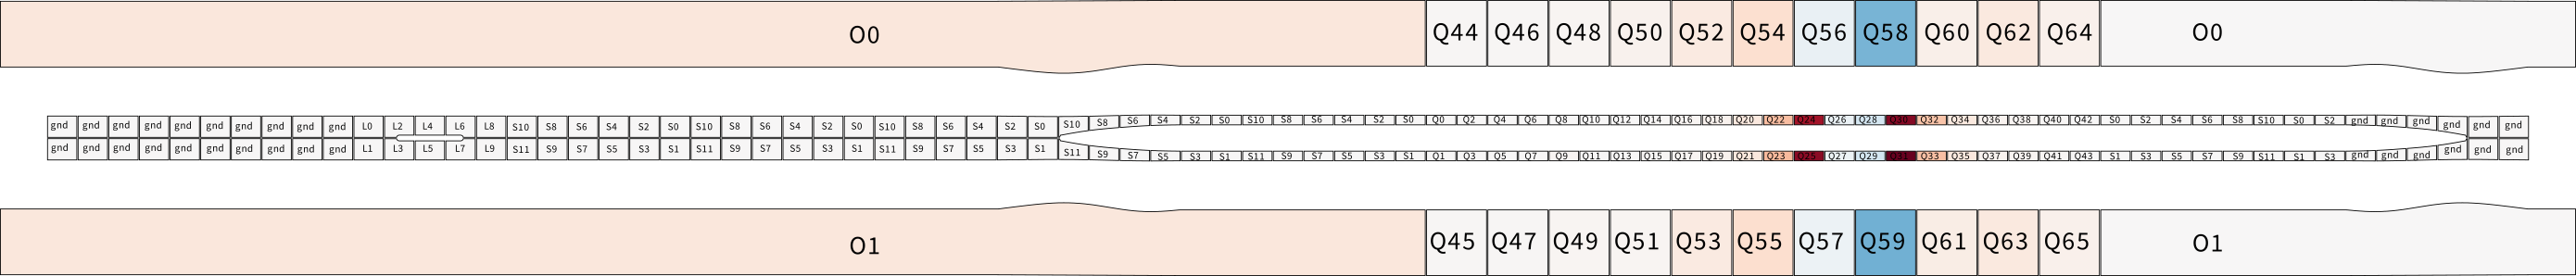 O0 Q44 Q46 Q48 Q50 Q52 Q54 Q56 Q58 Q60 Q62 Q64 O0
gnd gnd gnd gnd gnd gnd gnd gnd gnd gnd L0 L2 L4 L6 L8 S10 S8 S6 S4 S2 S0 S10 S8 S6 S4 S2 S0 S10 S8 S6 S4 S2 S0 S10 S8 S6 S4 S2 S0 S10 S8 S6 S4 S2 S0 Q0 Q2 Q4 Q6 Q8 Q10 Q12 Q14 Q16 Q18 Q20 Q22 Q24 Q26 Q28 Q30 Q32 Q34 Q36 Q38 Q40 Q42 S0 S2 S4 S6 S8 S10 S0 S2 gnd gnd gnd gnd gnd gnd
gnd gnd gnd gnd gnd gnd gnd gnd gnd gnd L1 L3 L5 L7 L9 S11 S9 S7 S5 S3 S1 S11 S9 S7 S5 S3 S1 S11 S9 S7 S5 S3 S1 S11 S9 S7 S5 S3 S1 S11 S9 S7 S5 S3 S1 Q1 Q3 Q5 Q7 Q9 Q11 Q13 Q15 Q17 Q19 Q21 Q23 Q25 Q27 Q29 Q31 Q33 Q35 Q37 Q39 Q41 Q43 S1 S3 S5 S7 S9 S11 S1 S3 gnd gnd gnd gnd gnd gnd
O1 Q45 Q47 Q49 Q51 Q53 Q55 Q57 Q59 Q61 Q63 Q65 O1